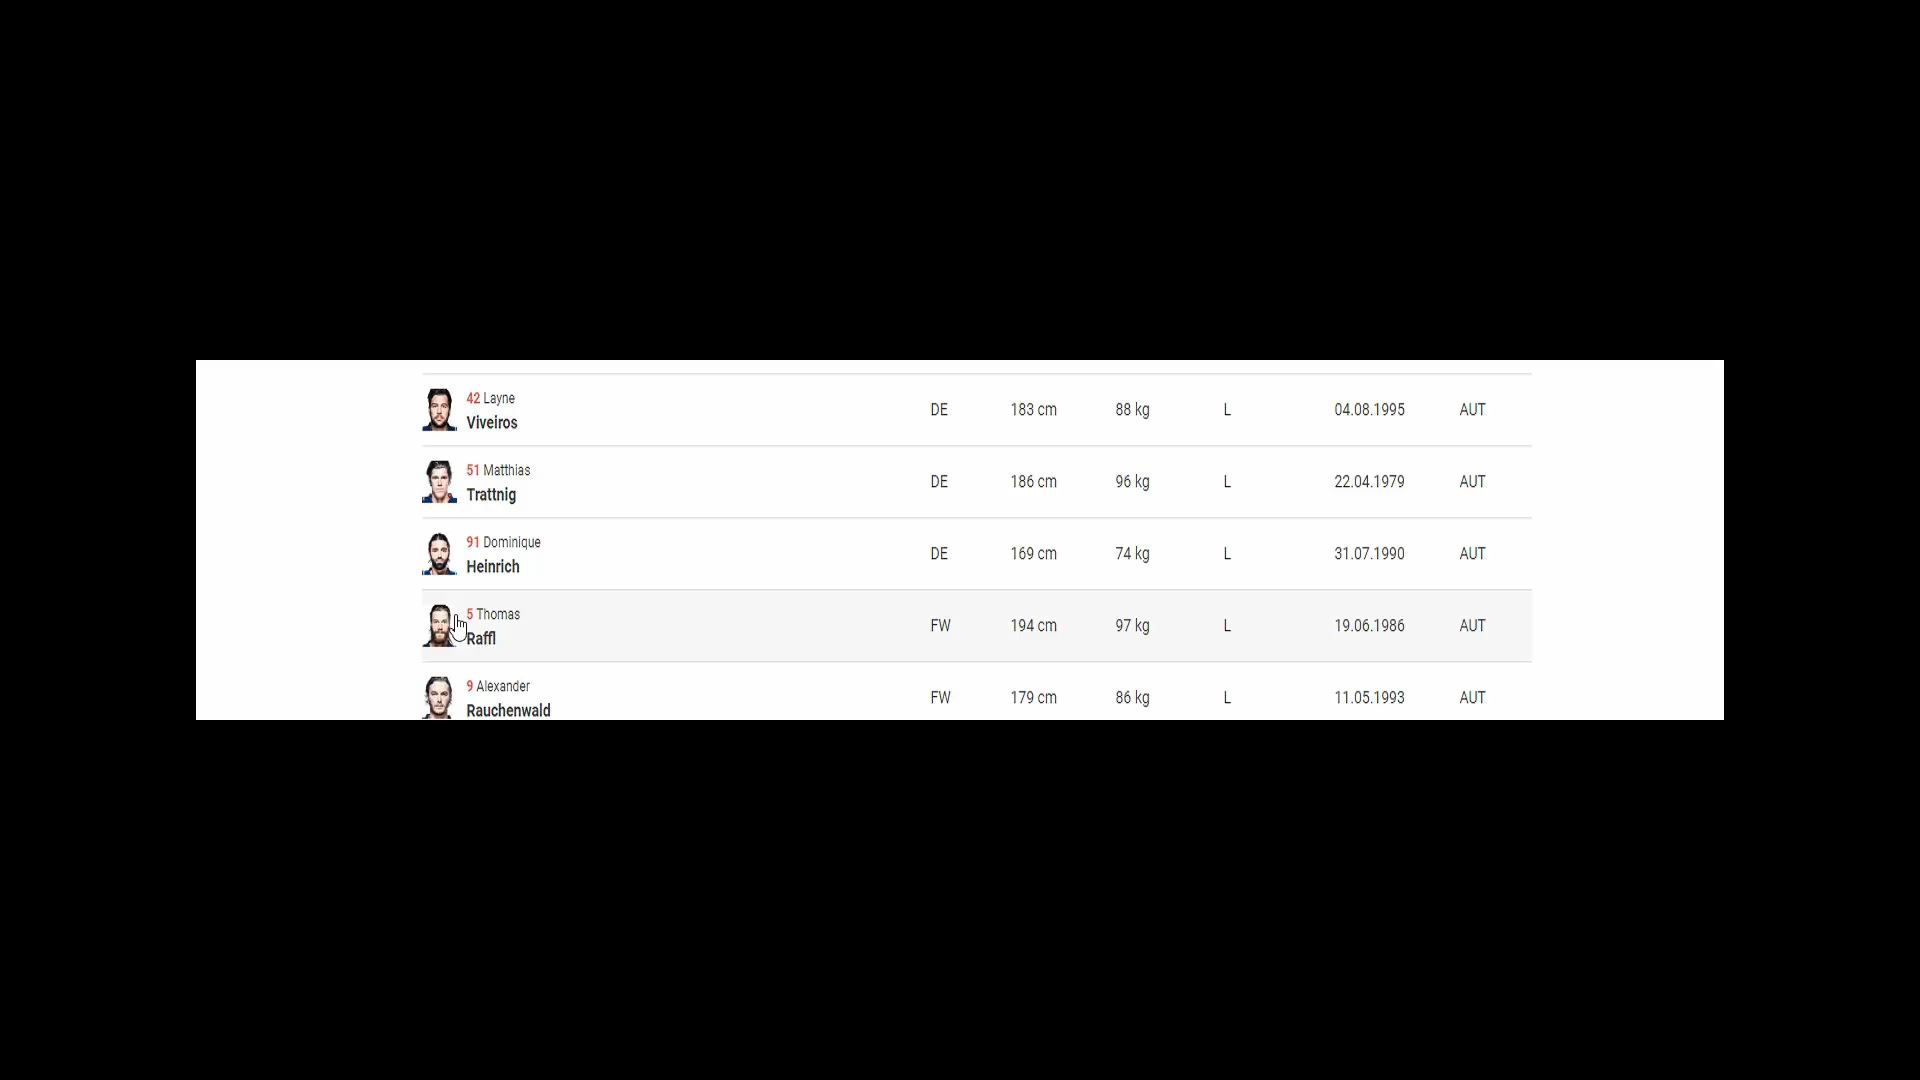 42 Layne
Viveiros DE 183 cm 88 kg L 04.08.1995 AUT
51 Matthias
Trattnig DE 186 cm 96 kg L 22.04.1979 AUT
91 Dominique
Heinrich DE 169 cm 74 kg L 31.07.1990 AUT
5 Thomas
Raffl FW 194 cm 97 kg L 19.06.1986 AUT
9 Alexander
Rauchenwald FW 179 cm 86 kg L 11.05.1993 AUT